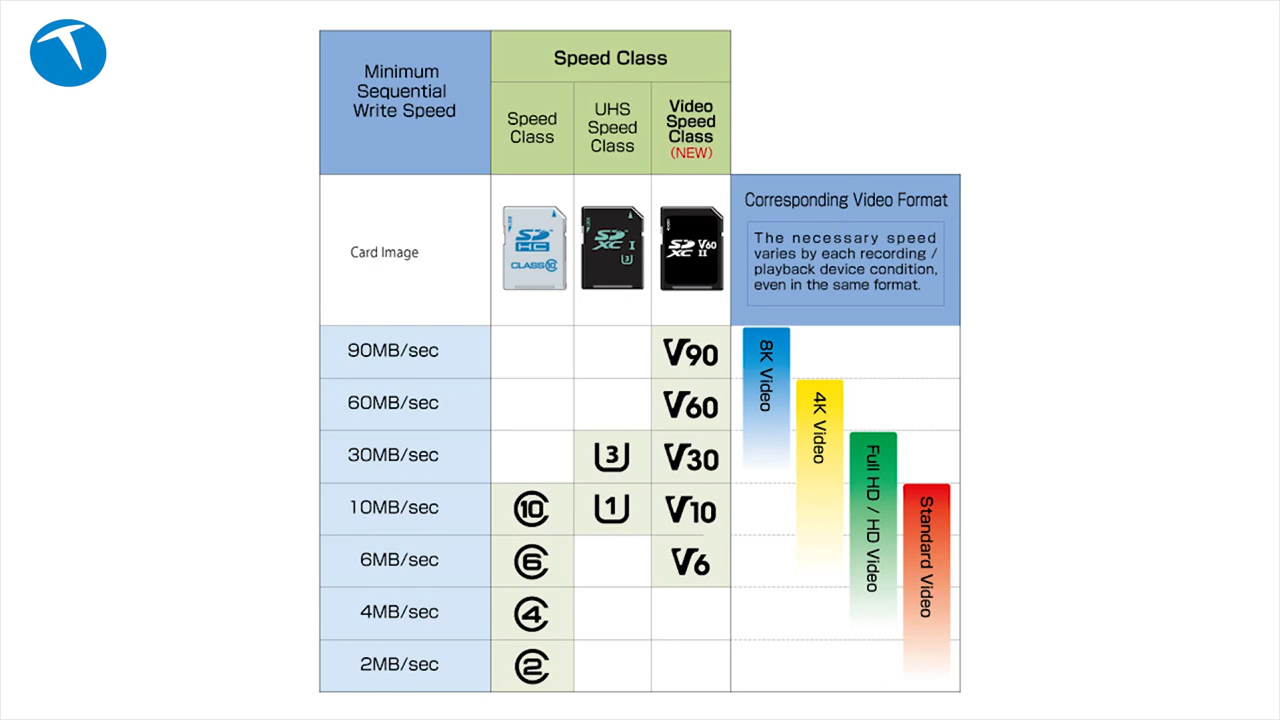 T
Minimum
Sequential
Write Speed
Speed Class
Speed
Class
UHS
Speed
Class
Video
Speed
Class
(NEW)
Card Image
SD
HC
CLASS 10
SD
XC I
3
SD
XC
V60
II
Corresponding Video Format
The necessary speed
varies by each recording /
playback device condition,
even in the same format.
90MB/sec
V90
60MB/sec
V60
30MB/sec
3
V30
10MB/sec
10
1
V10
6MB/sec
6
V6
4MB/sec
4
2MB/sec
2
8K Video
4K Video
Full HD / HD Video
Standard Video